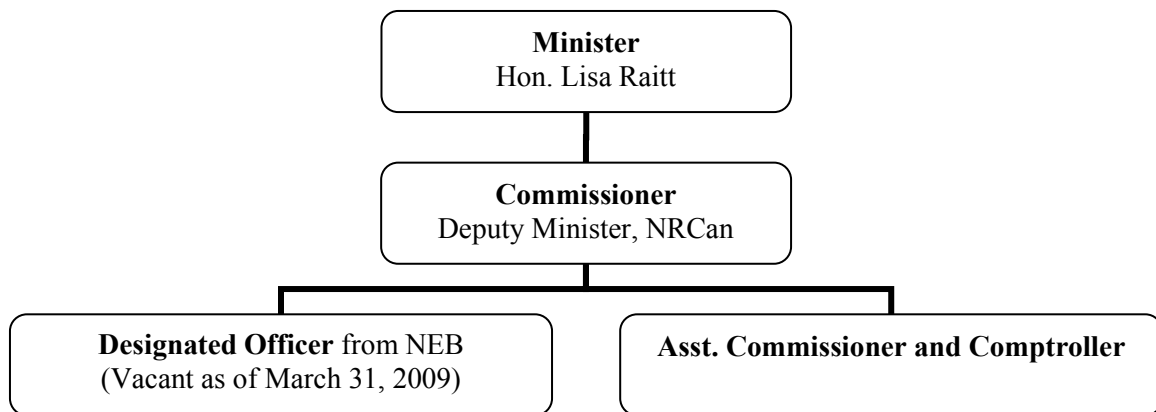 Minister
Hon. Lisa Raitt
Commissioner
Deputy Minister, NRCan
Designated Officer from NEB
(Vacant as of March 31, 2009)
Asst. Commissioner and Comptroller